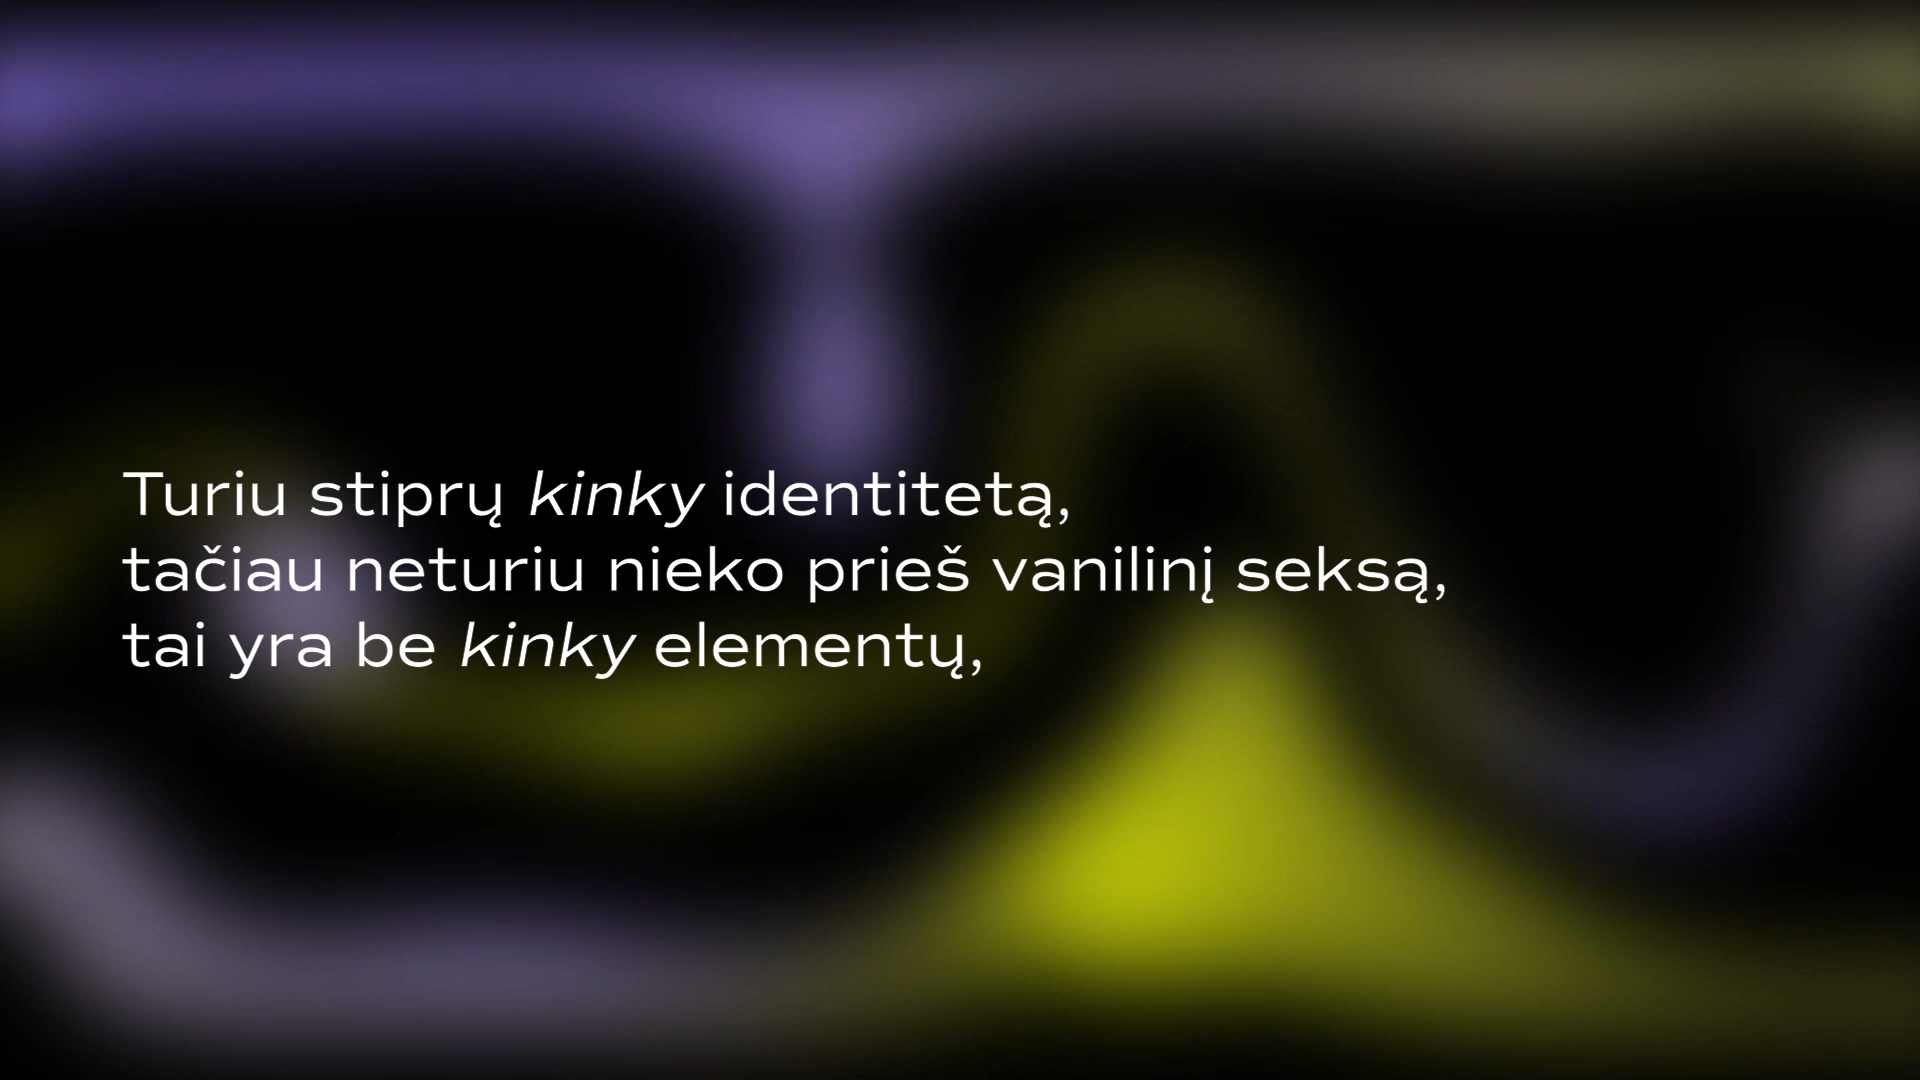 Turiu stiprų kinky identitetą,
tačiau neturiu nieko prieš vanilinį seksą,
tai yra be kinky elementų,